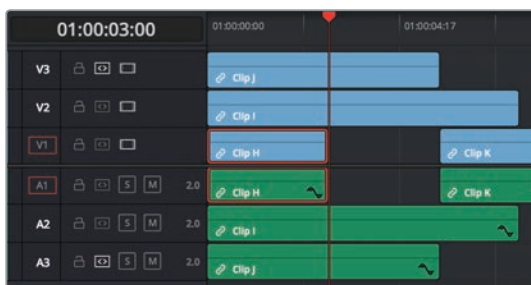 01:00:03:00 01:00:00:00 01:00:04:17
V3 Clip J
V2 Clip I
V1 Clip H Clip K
A1 S M 2.0 Clip H Clip K
A2 S M 2.0 Clip I
A3 S M 2.0 Clip J